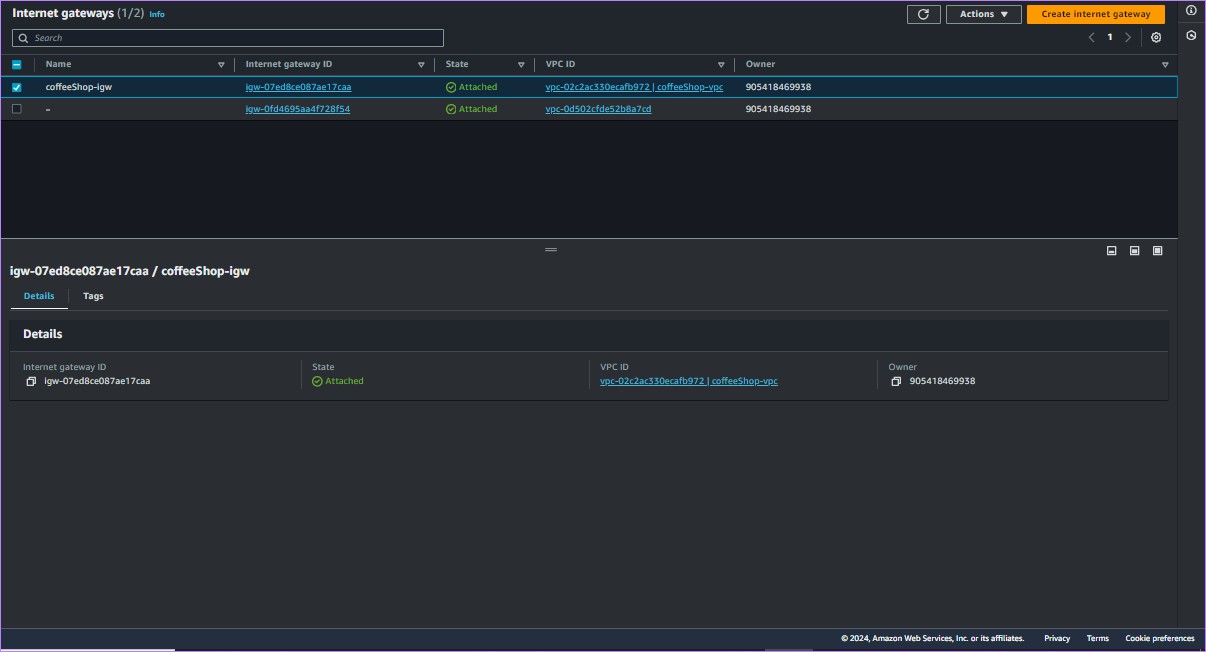 Internet gateways (1/2) Info
Actions ▼
Create internet gateway
Search
1
Name Internet gateway ID State VPC ID Owner
coffeeShop-igw igw-07ed8ce087ae17caa Attached vpc-02c2ac330ecafb972 | coffeeShop-vpc 905418469938
– igw-0fd4695aa4f728f54 Attached vpc-0d502cfde52b8a7cd 905418469938
igw-07ed8ce087ae17caa / coffeeShop-igw
Details Tags
Details
Internet gateway ID State VPC ID Owner
igw-07ed8ce087ae17caa Attached vpc-02c2ac330ecafb972 | coffeeShop-vpc 905418469938
© 2024, Amazon Web Services, Inc. or its affiliates. Privacy Terms Cookie preferences